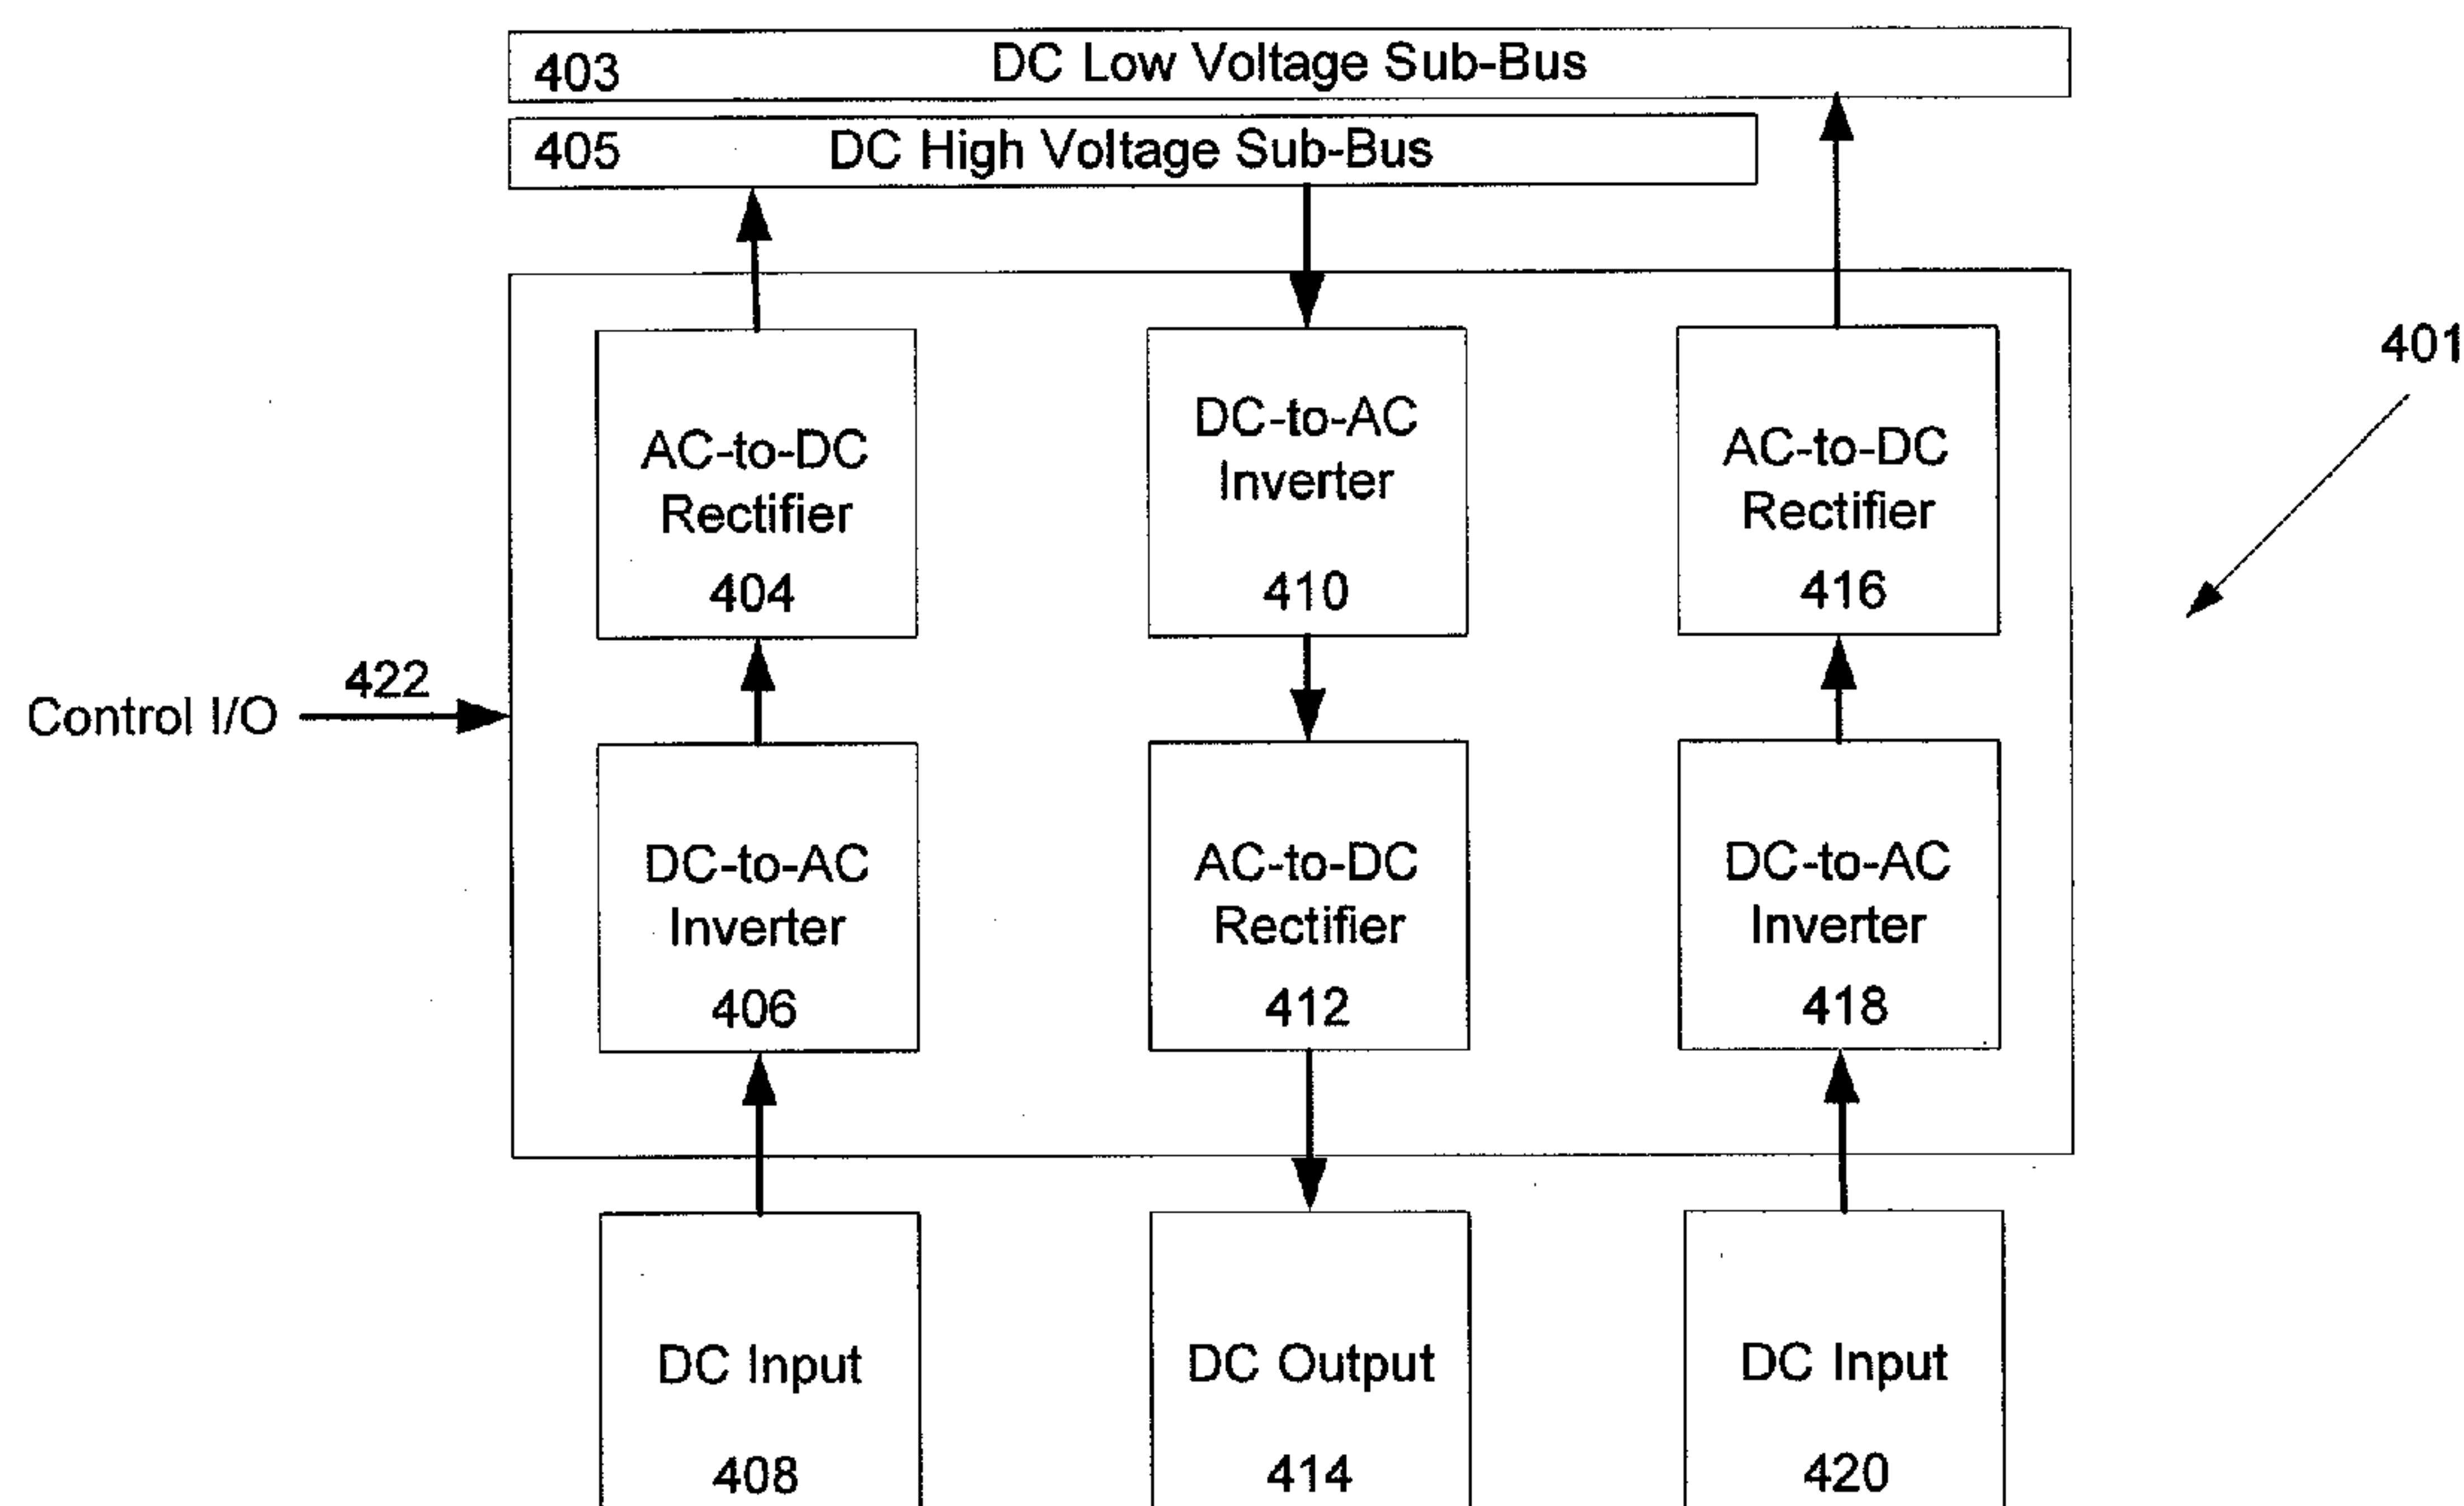 403 DC Low Voltage Sub-Bus
405 DC High Voltage Sub-Bus
401
AC-to-DC
Rectifier
404
DC-to-AC
Inverter
410
AC-to-DC
Rectifier
416
422
Control I/O
DC-to-AC
Inverter
406
AC-to-DC
Rectifier
412
DC-to-AC
Inverter
418
DC Input
408
DC Output
414
DC Input
420